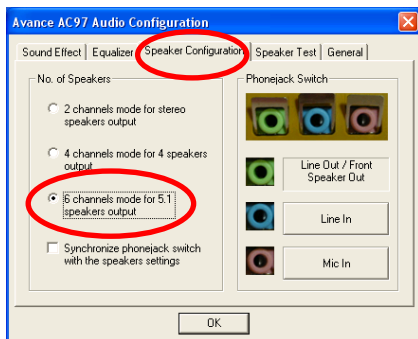 Avance AC97 Audio Configuration
Sound Effect Equalizer Speaker Configuration Speaker Test General
No. of Speakers
2 channels mode for stereo
speakers output
4 channels mode for 4 speakers
output
6 channels mode for 5.1
speakers output
Synchronize phonejack switch
with the speakers settings
Phonejack Switch
Line Out / Front
Speaker Out
Line In
Mic In
OK